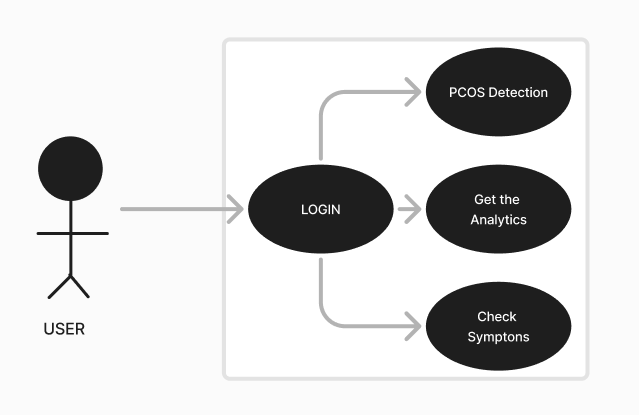 PCOS Detection
LOGIN
Get the
Analytics
Check
Symptons
USER